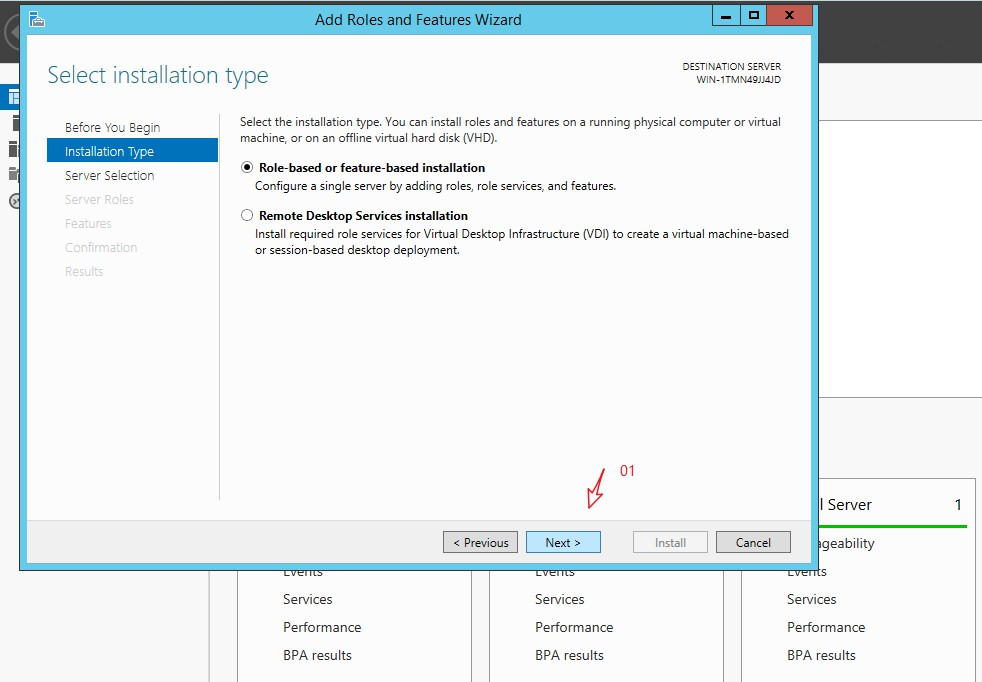 Add Roles and Features Wizard
Select installation type
DESTINATION SERVER
WIN-1TMN49JJ4JD
Before You Begin
Installation Type
Server Selection
Server Roles
Features
Confirmation
Results
Select the installation type. You can install roles and features on a running physical computer or virtual
machine, or on an offline virtual hard disk (VHD).
Role-based or feature-based installation
Configure a single server by adding roles, role services, and features.
Remote Desktop Services installation
Install required role services for Virtual Desktop Infrastructure (VDI) to create a virtual machine-based
or session-based desktop deployment.
01
< Previous
Next >
Install
Cancel
l Server 1
ageability
Events
Services
Performance
BPA results
Events
Services
Performance
BPA results
Events
Services
Performance
BPA results